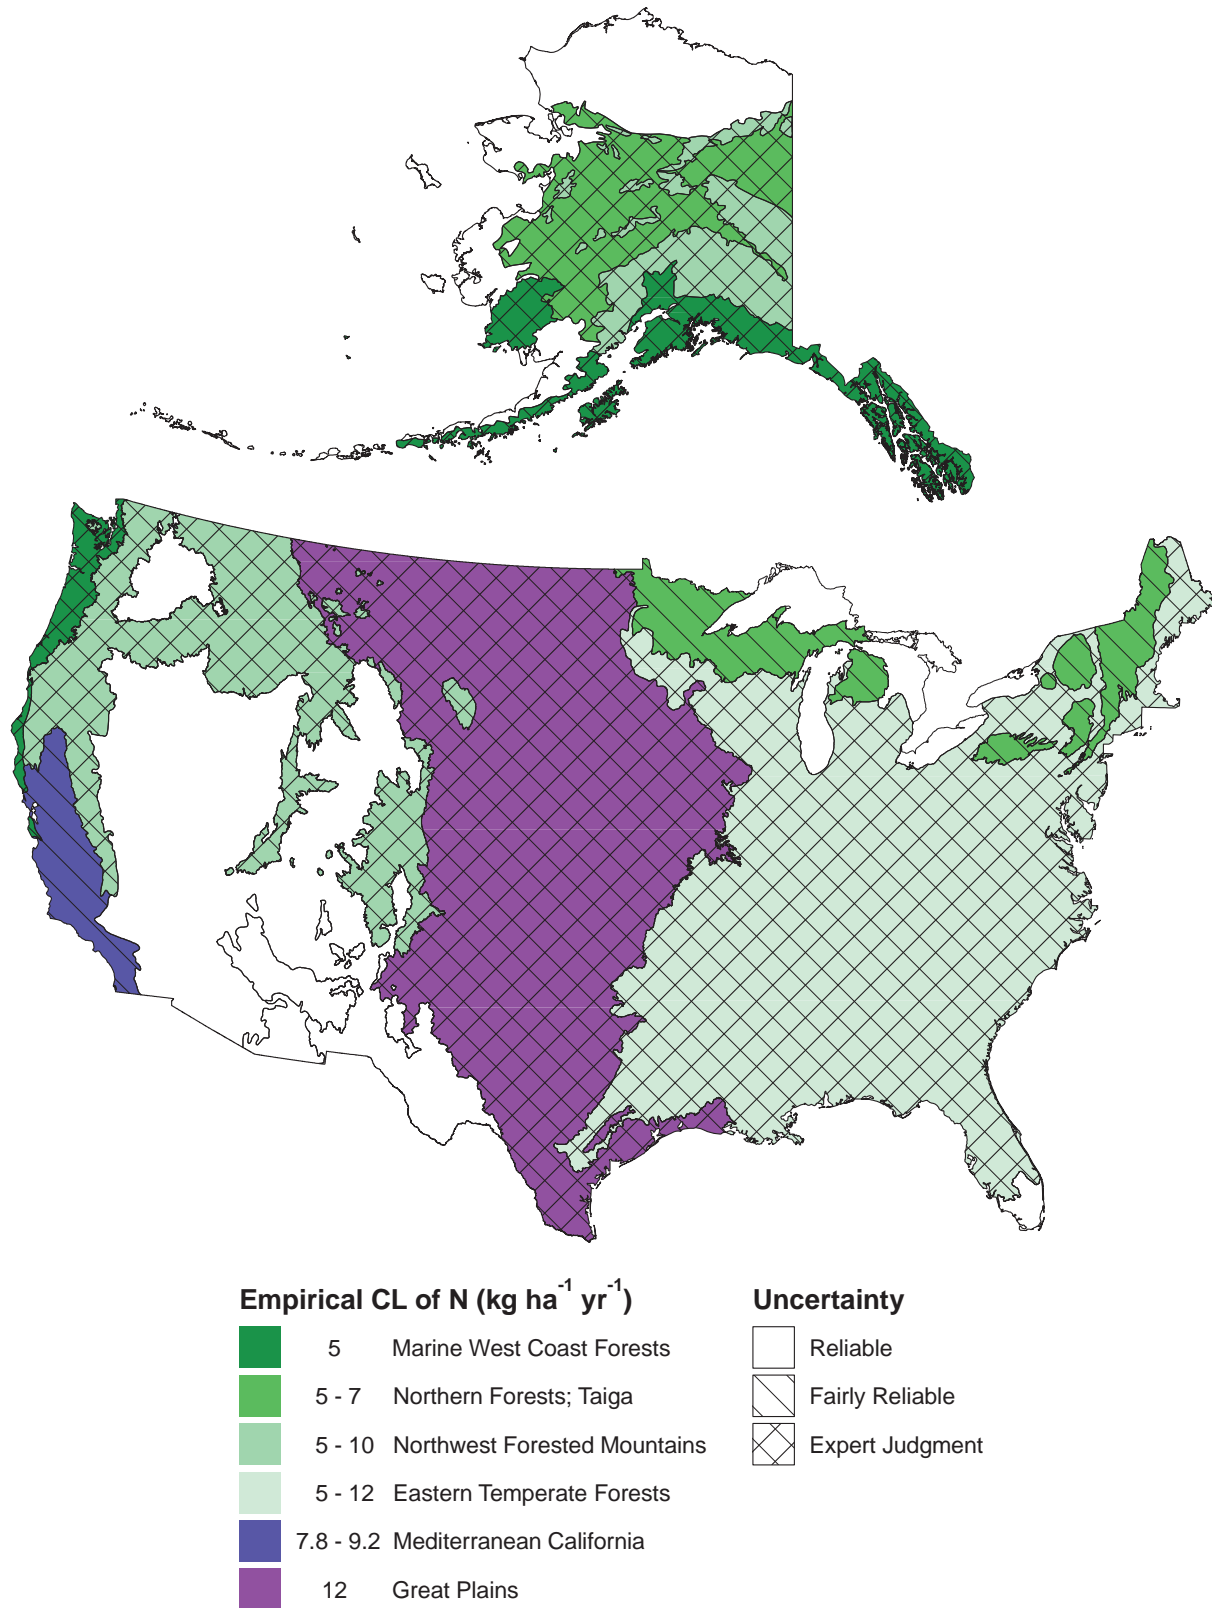 Empirical CL of N (kg ha⁻¹ yr⁻¹)
5 Marine West Coast Forests
5 - 7 Northern Forests; Taiga
5 - 10 Northwest Forested Mountains
5 - 12 Eastern Temperate Forests
7.8 - 9.2 Mediterranean California
12 Great Plains
Uncertainty
Reliable
Fairly Reliable
Expert Judgment